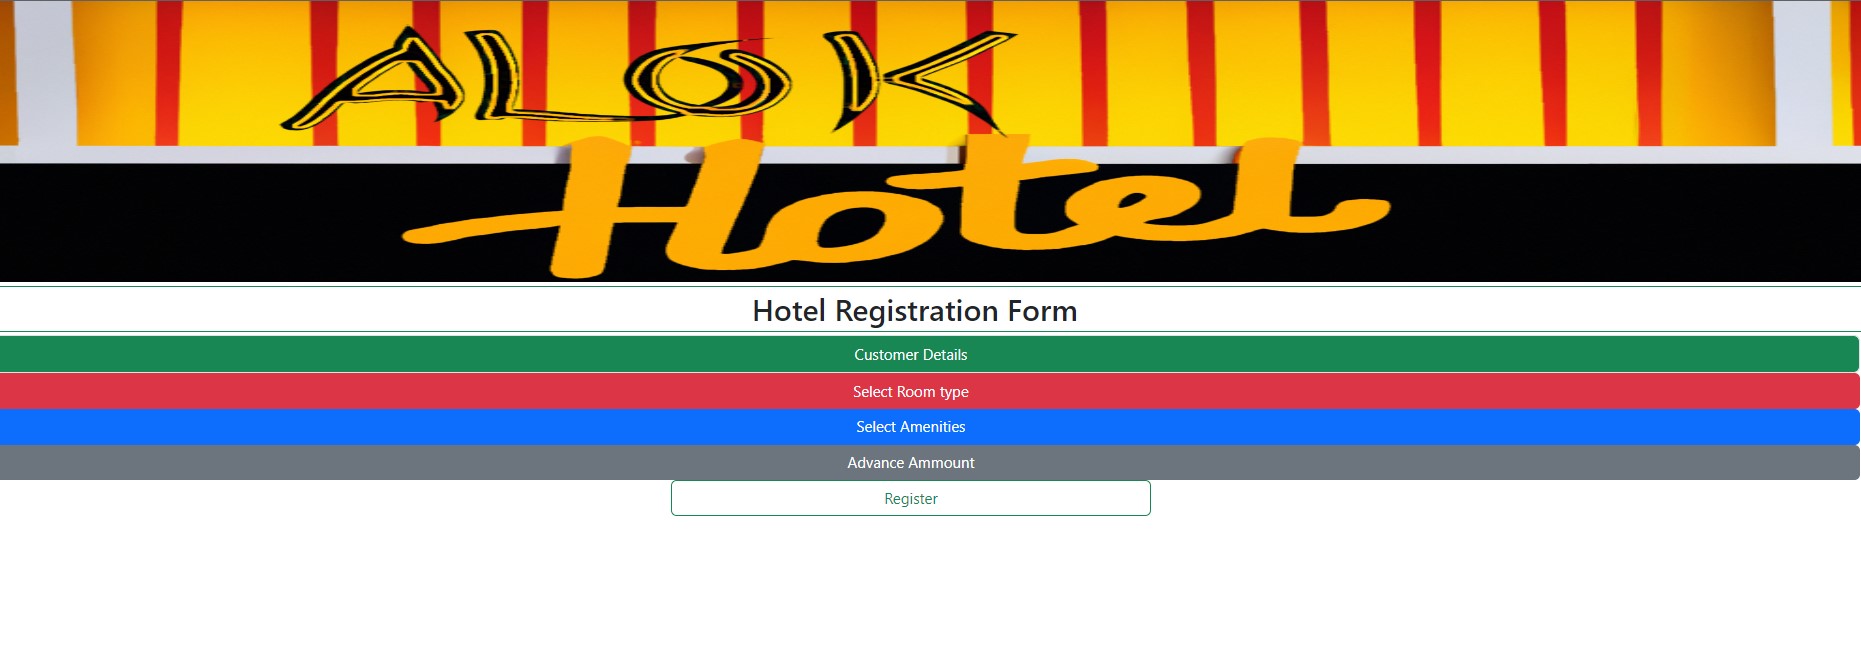 ALOK
Hotel
Hotel Registration Form
Customer Details
Select Room type
Select Amenities
Advance Ammount
Register